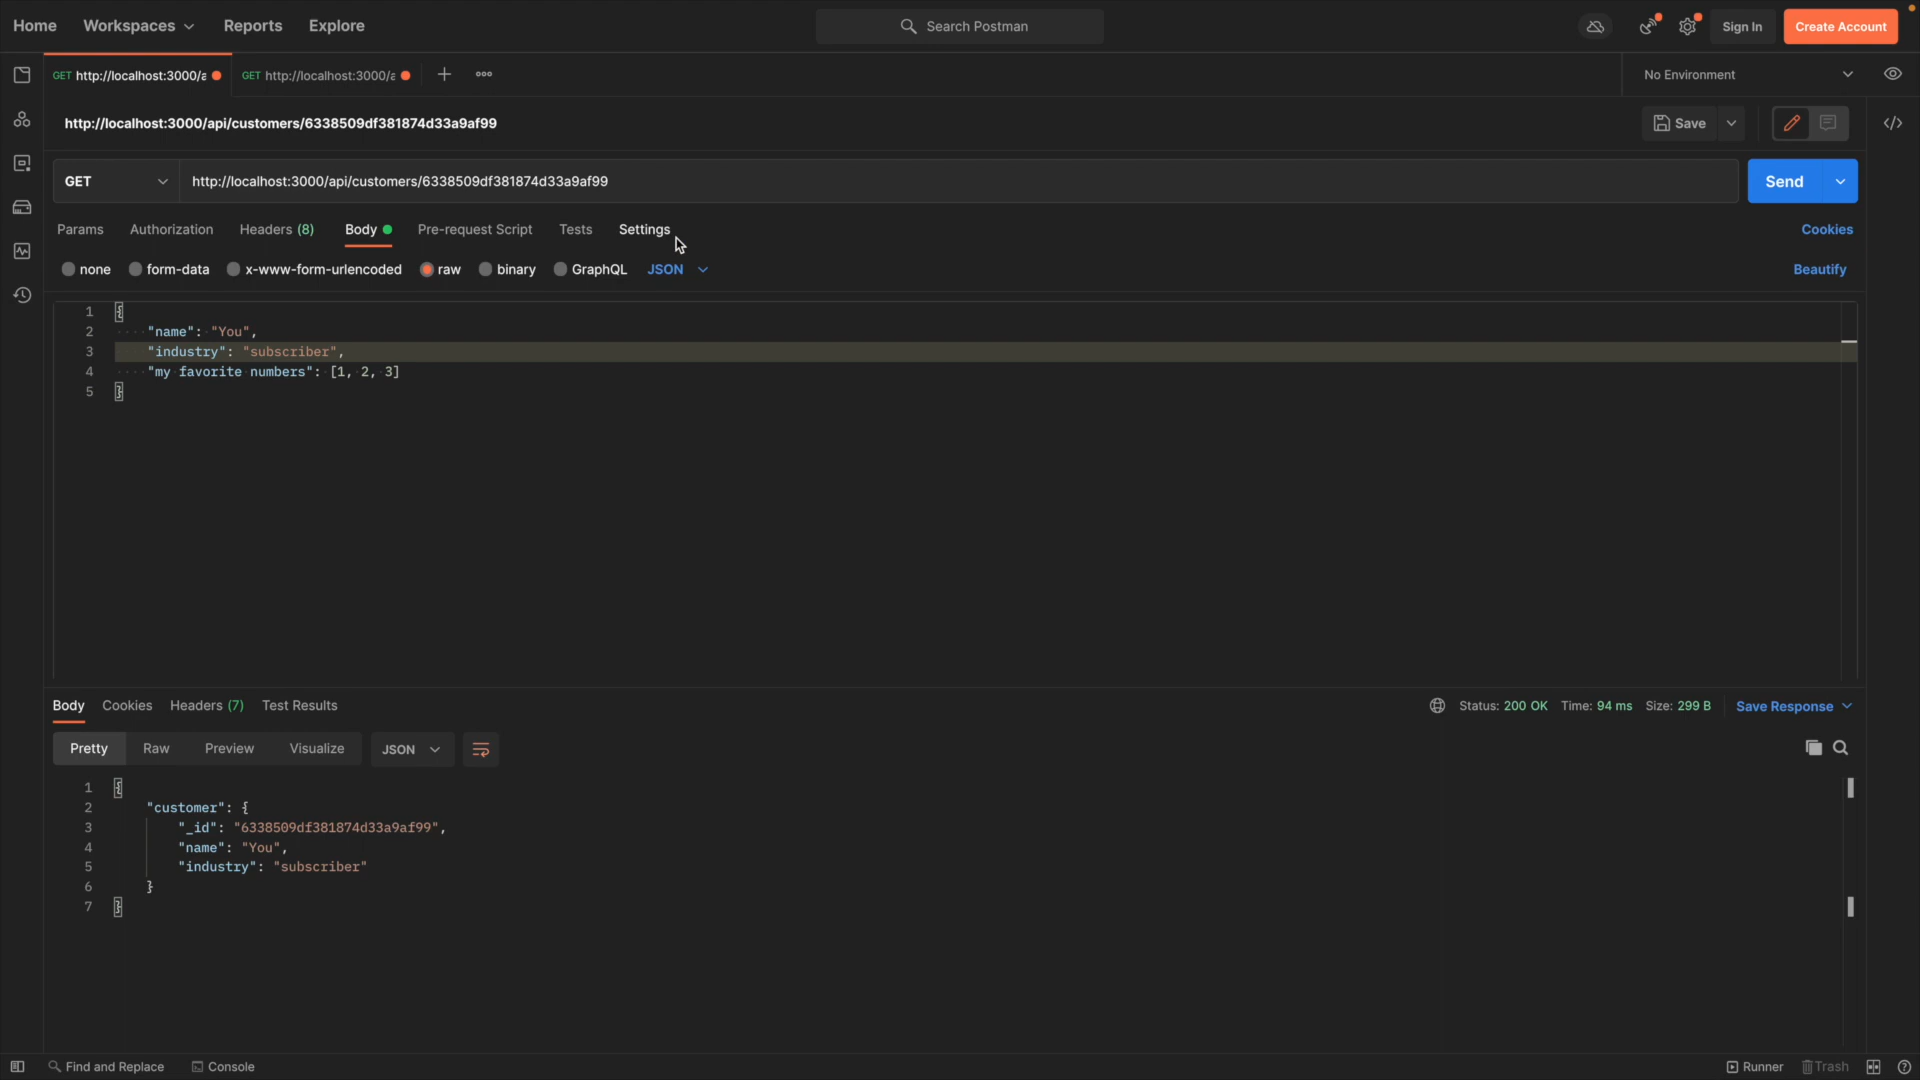 Home Workspaces Reports Explore Search Postman Sign In Create Account
GET http://localhost:3000/a GET http://localhost:3000/a No Environment
http://localhost:3000/api/customers/6338509df381874d33a9af99 Save
GET http://localhost:3000/api/customers/6338509df381874d33a9af99 Send
Params Authorization Headers (8) Body Pre-request Script Tests Settings Cookies
none form-data x-www-form-urlencoded raw binary GraphQL JSON Beautify
1 {
2 "name": "You",
3 "industry": "subscriber",
4 "my favorite numbers": [1, 2, 3]
5 }
Body Cookies Headers (7) Test Results Status: 200 OK Time: 94 ms Size: 299 B Save Response
Pretty Raw Preview Visualize JSON
1 {
2 "customer": {
3 "_id": "6338509df381874d33a9af99",
4 "name": "You",
5 "industry": "subscriber"
6 }
7 }
Find and Replace Console Runner Trash